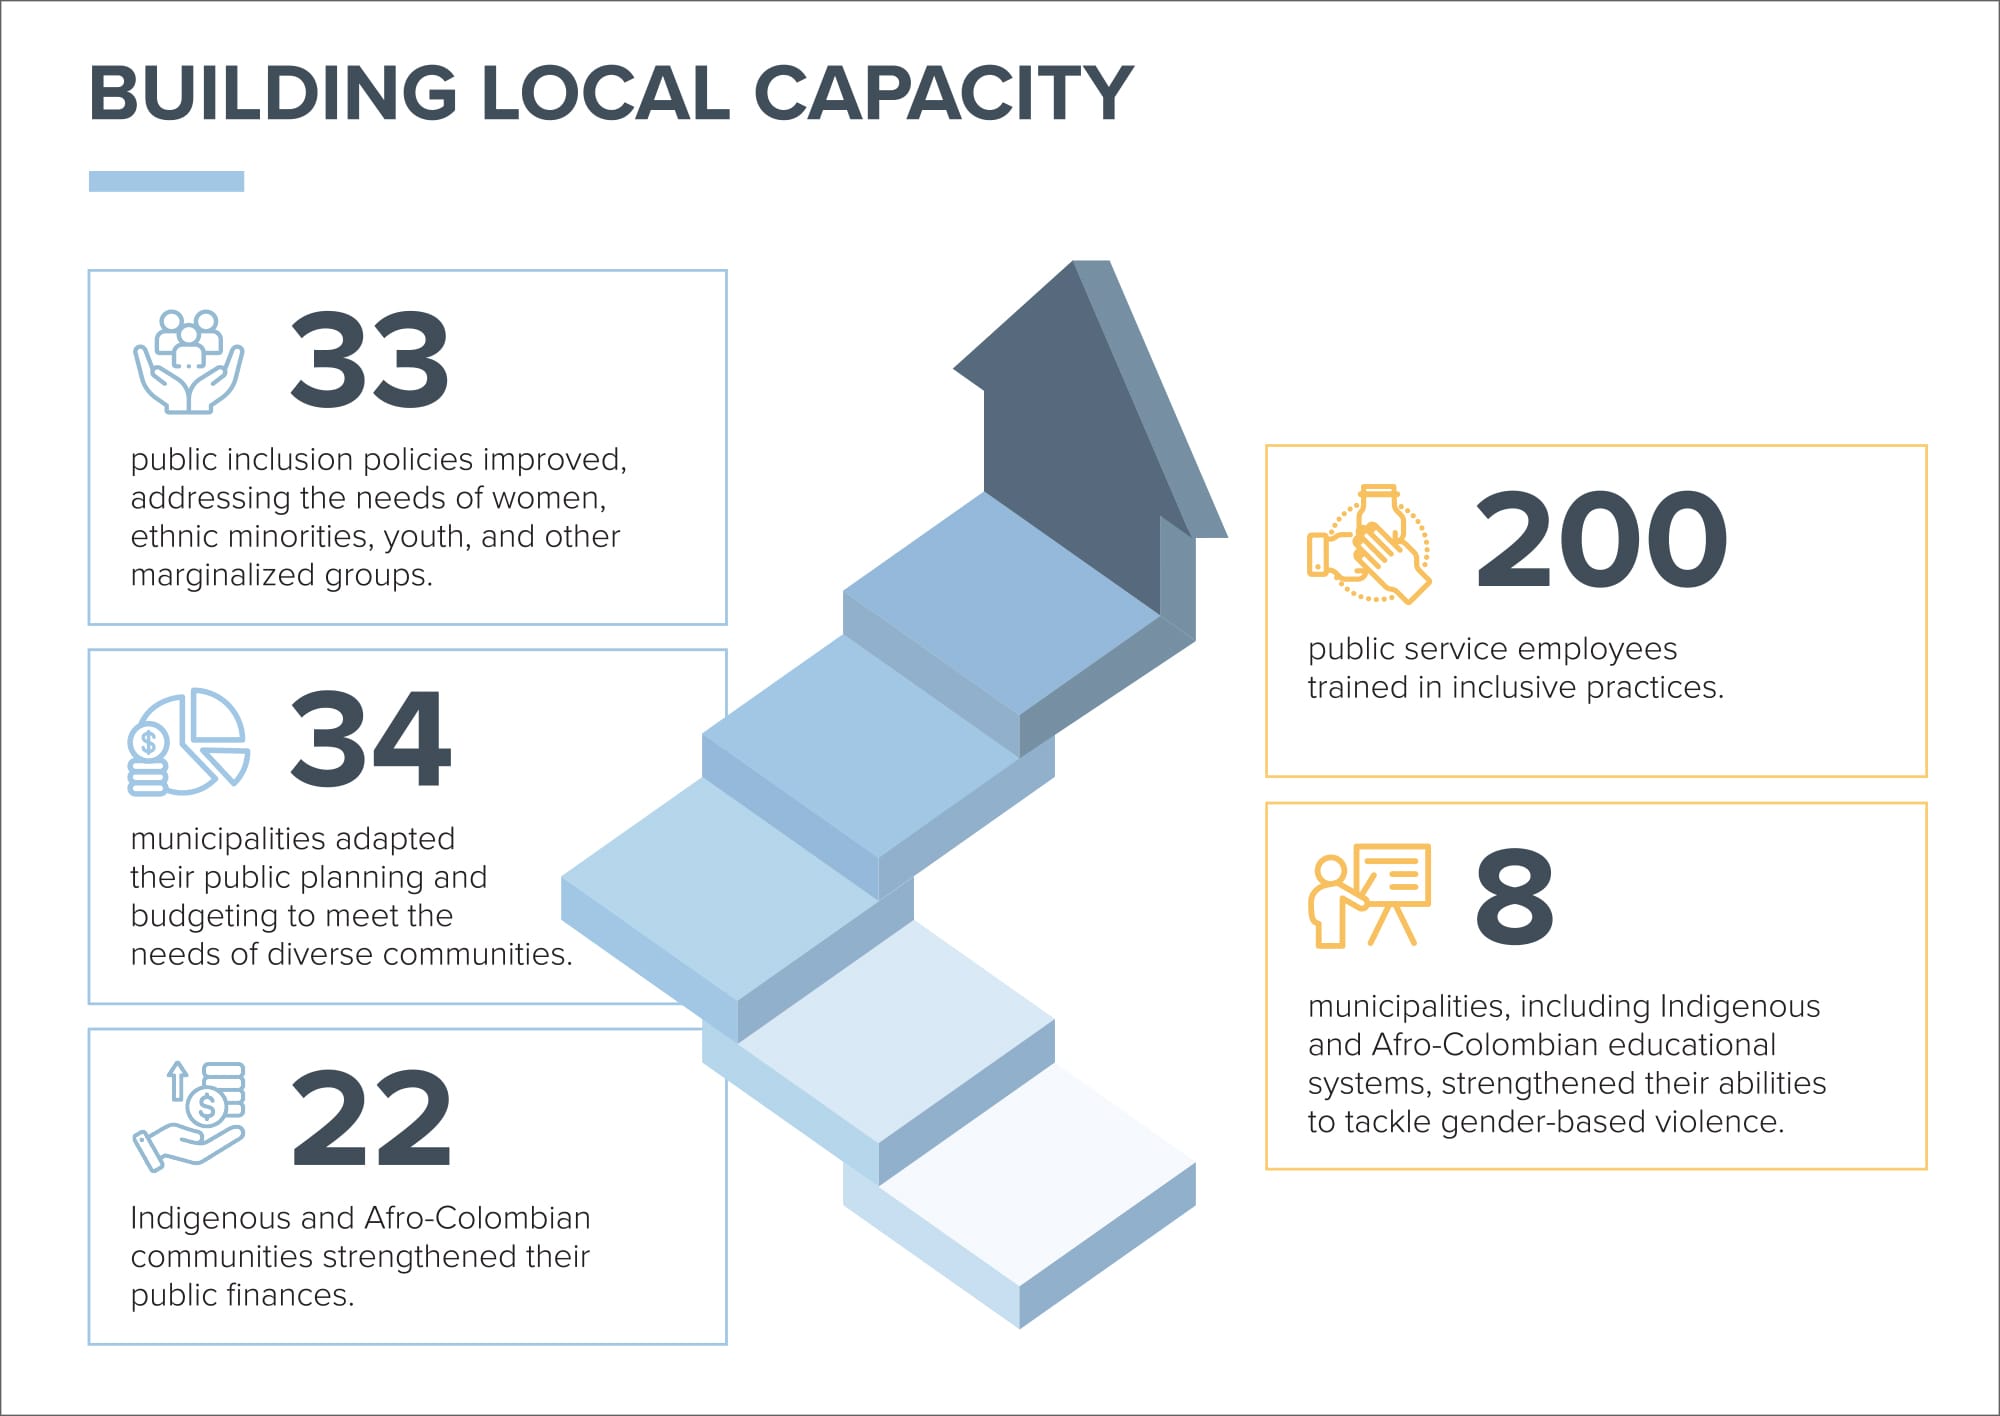 BUILDING LOCAL CAPACITY
33
public inclusion policies improved,
addressing the needs of women,
ethnic minorities, youth, and other
marginalized groups.
34
$
municipalities adapted
their public planning and
budgeting to meet the
needs of diverse communities.
22
$
Indigenous and Afro-Colombian
communities strengthened their
public finances.
200
public service employees
trained in inclusive practices.
8
municipalities, including Indigenous
and Afro-Colombian educational
systems, strengthened their abilities
to tackle gender-based violence.